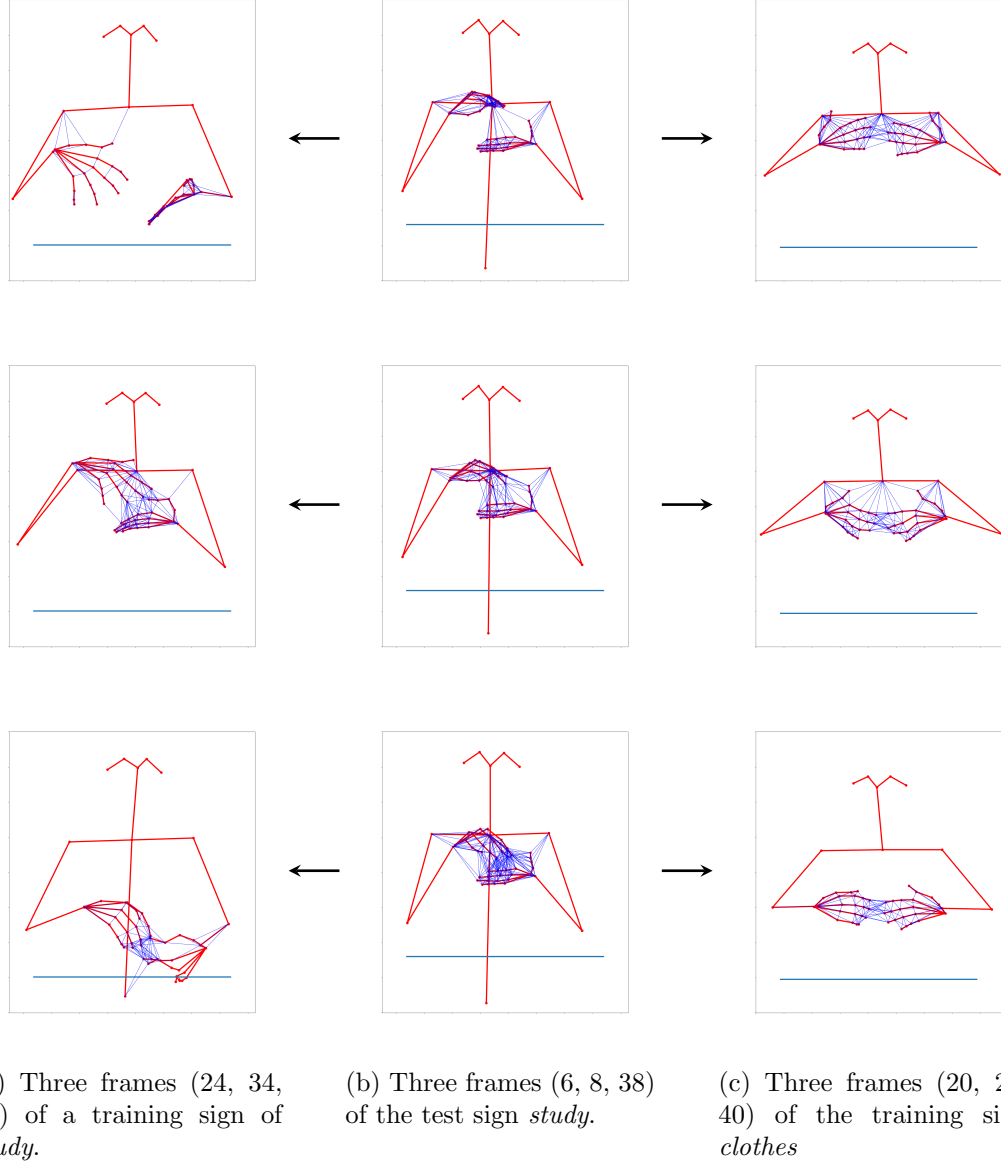 ) Three frames (24, 34,
) of a training sign of
udy.
(b) Three frames (6, 8, 38)
of the test sign study.
(c) Three frames (20, 2
40) of the training si
clothes